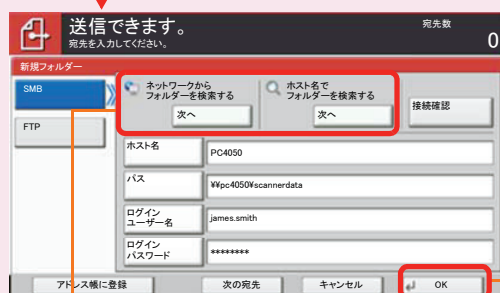 送信できます。
宛先を入力してください。
宛先数
0
新規フォルダー
SMB
FTP
ネットワークから
フォルダーを検索する
次へ
ホスト名で
フォルダーを検索する
次へ
接続確認
ホスト名
PC4050
パス
¥¥pc4050¥scannerdata
ログイン
ユーザー名
james.smith
ログイン
パスワード
********
アドレス帳に登録
次の宛先
キャンセル
OK